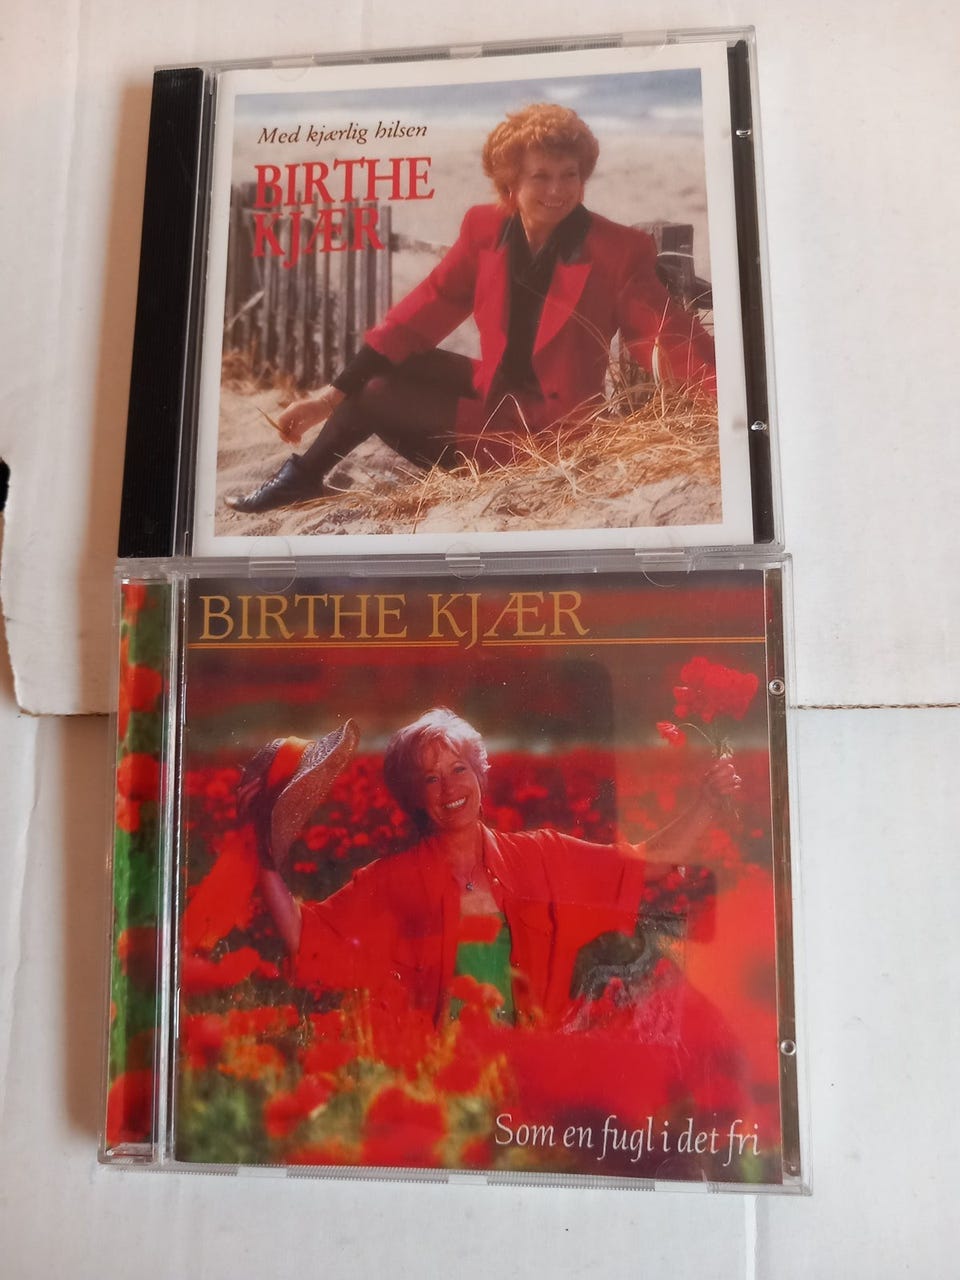 Med kjærlig hilsen
BIRTHE
KJÆR
BIRTHE KJÆR
Som en fugl i det fri